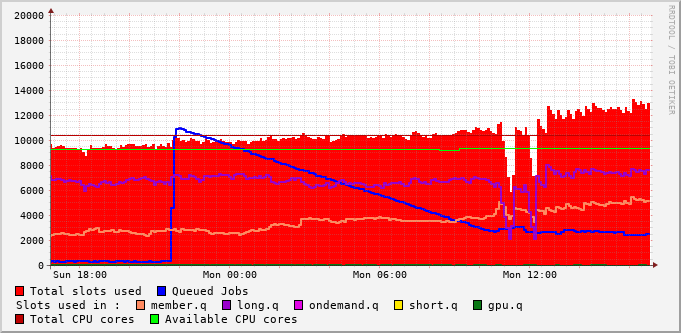 20000
18000
16000
14000
12000
10000
8000
6000
4000
2000
0
Sun 18:00 Mon 00:00 Mon 06:00 Mon 12:00
RRDTOOL / TOBI OETIKER
Total slots used Queued Jobs
Slots used in : member.q long.q ondemand.q short.q gpu.q
Total CPU cores Available CPU cores